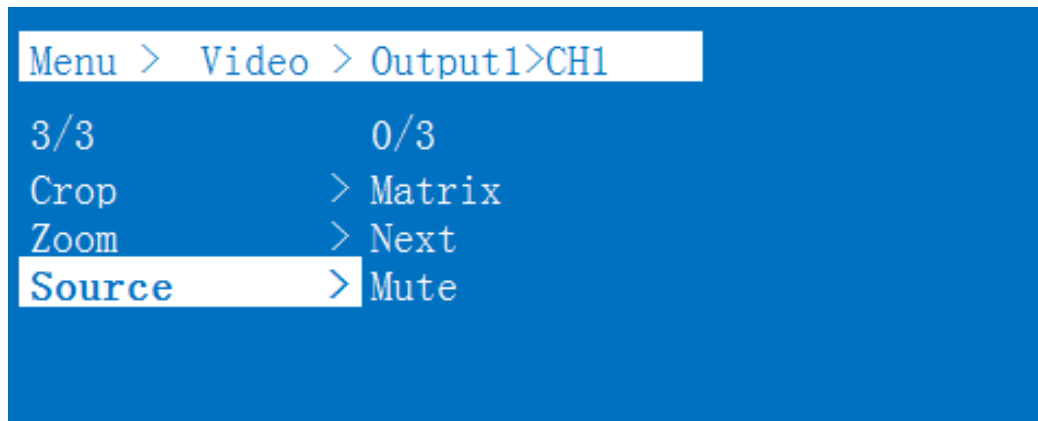 Menu >  Video > Output1>CH1
3/3 0/3
Crop > Matrix
Zoom > Next
Source > Mute